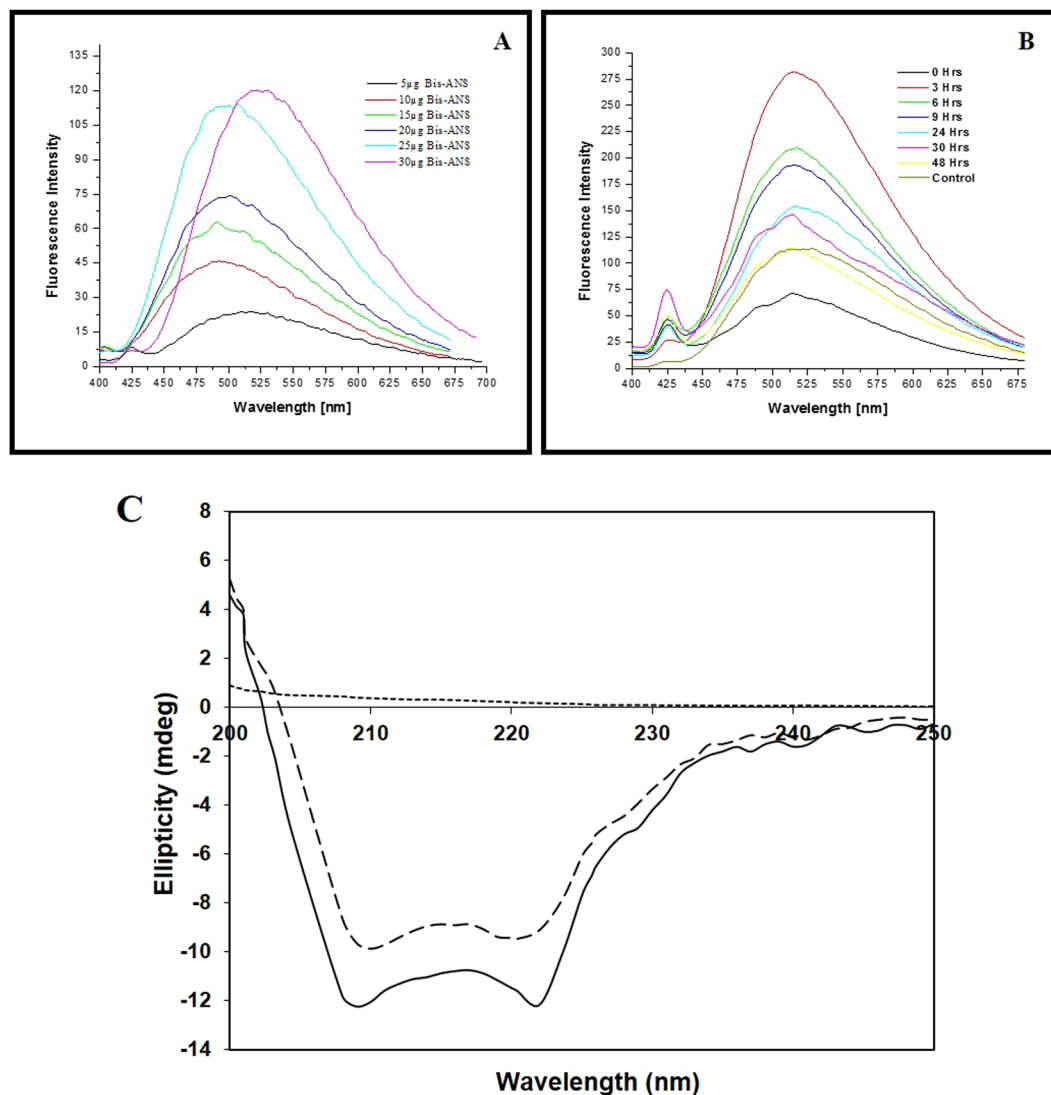 A
135
120
105
90
75
60
45
30
15
0
Fluorescence Intensity
5µg Bis-ANS
10µg Bis-ANS
15µg Bis-ANS
20µg Bis-ANS
25µg Bis-ANS
30µg Bis-ANS
400 425 450 475 500 525 550 575 600 625 650 675 700
Wavelength [nm]
B
300
275
250
225
200
175
150
125
100
75
50
25
0
Fluorescence Intensity
0 Hrs
3 Hrs
6 Hrs
9 Hrs
24 Hrs
30 Hrs
48 Hrs
Control
400 425 450 475 500 525 550 575 600 625 650 675
Wavelength [nm]
C
8
6
4
2
0
-2
-4
-6
-8
-10
-12
-14
Ellipticity (mdeg)
200 210 220 230 240 250
Wavelength (nm)